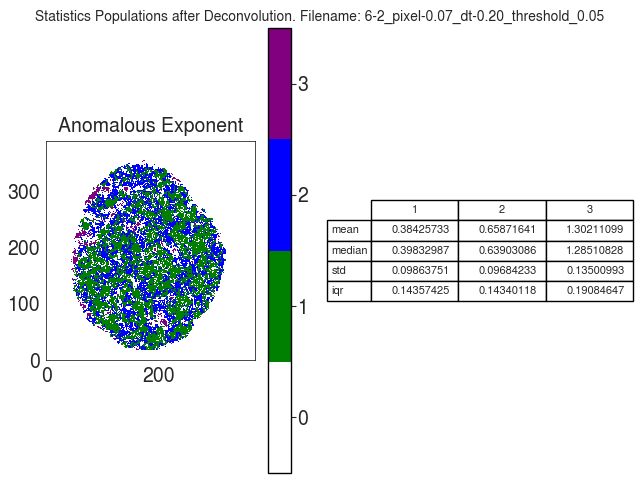 Statistics Populations after Deconvolution. Filename: 6-2_pixel-0.07_dt-0.20_threshold_0.05
Anomalous Exponent
300
200
100
0
0 200
3
2
1
0
1 2 3
mean 0.38425733 0.65871641 1.30211099
median 0.39832987 0.63903086 1.28510828
std 0.09863751 0.09684233 0.13500993
iqr 0.14357425 0.14340118 0.19084647